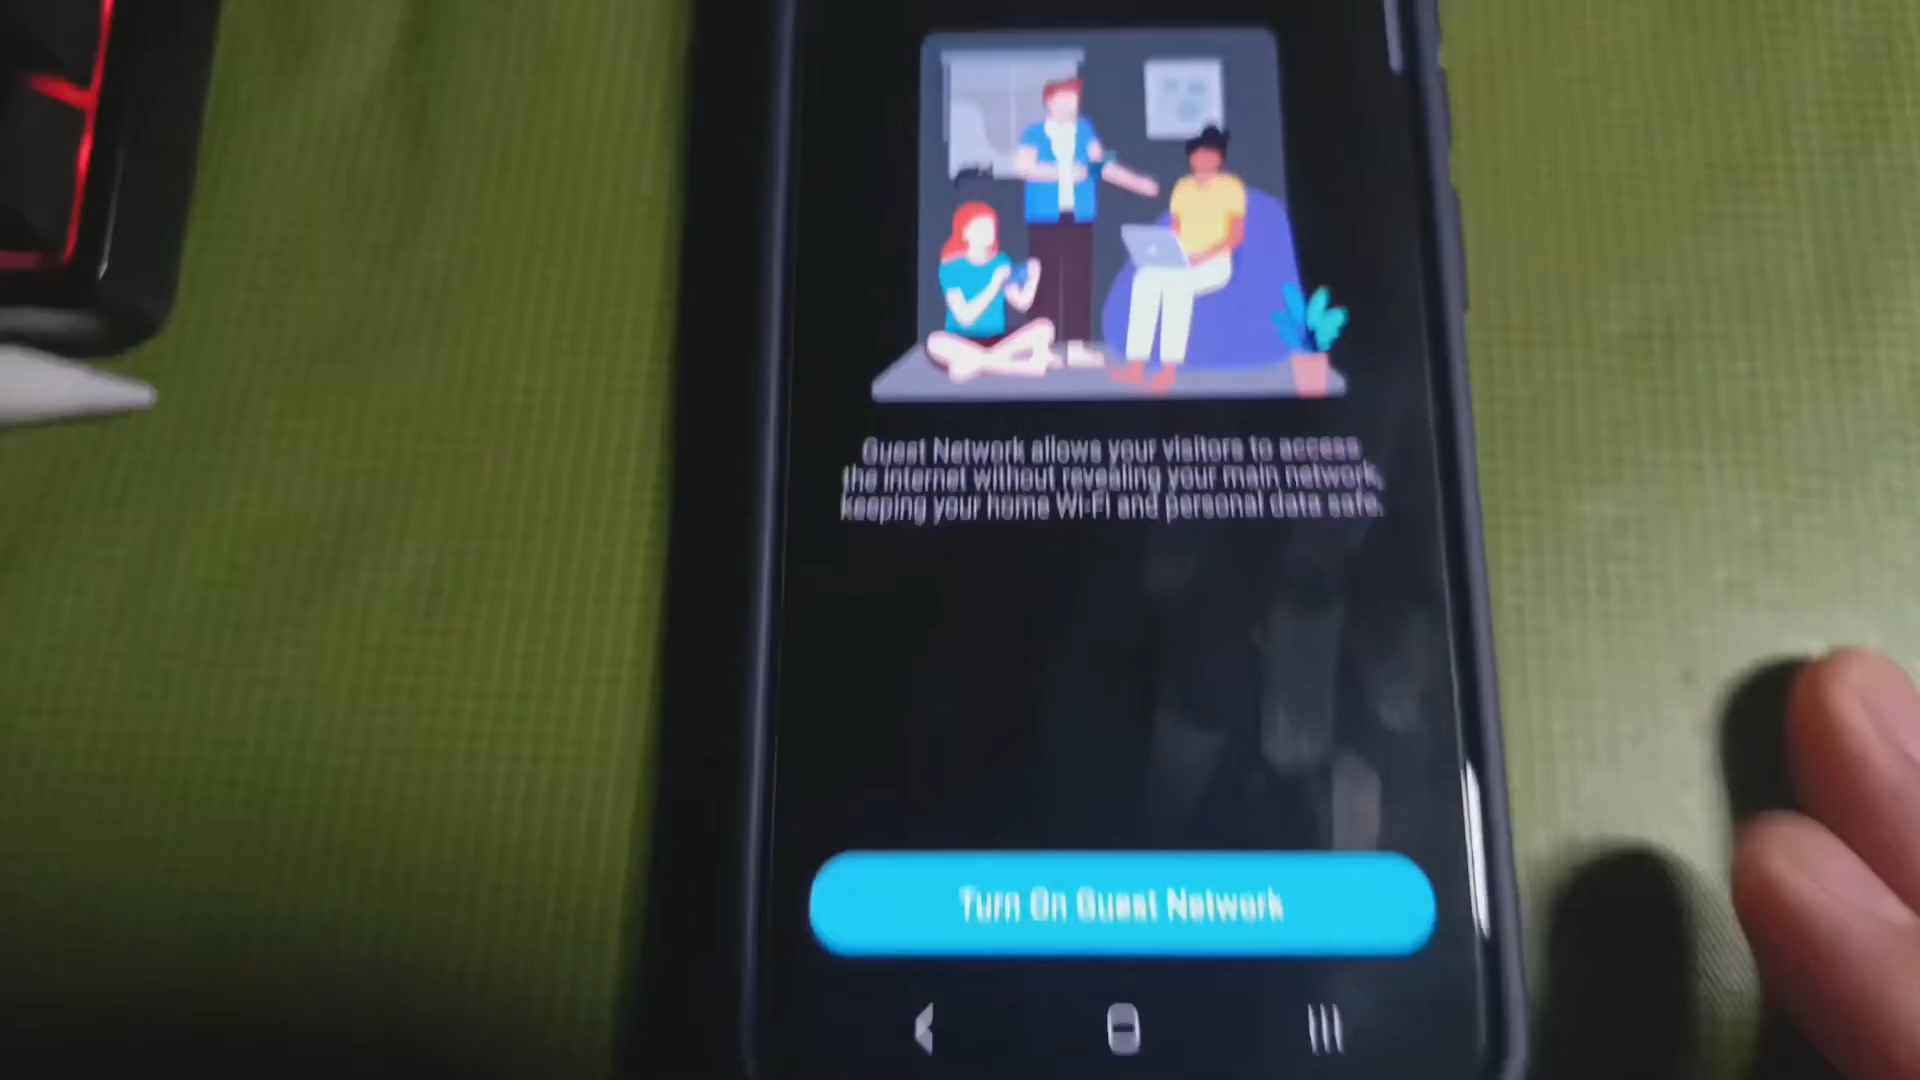 Guest Network allows your visitors to access
the internet without revealing your main network,
keeping your home Wi-Fi and personal data safe.
Turn On Guest Network